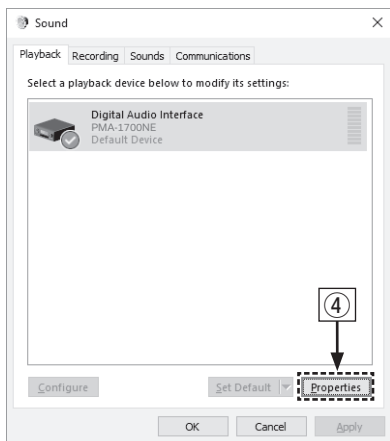 Sound
Playback Recording Sounds Communications
Select a playback device below to modify its settings:
Digital Audio Interface
PMA-1700NE
Default Device
④
Configure Set Default Properties
OK Cancel Apply